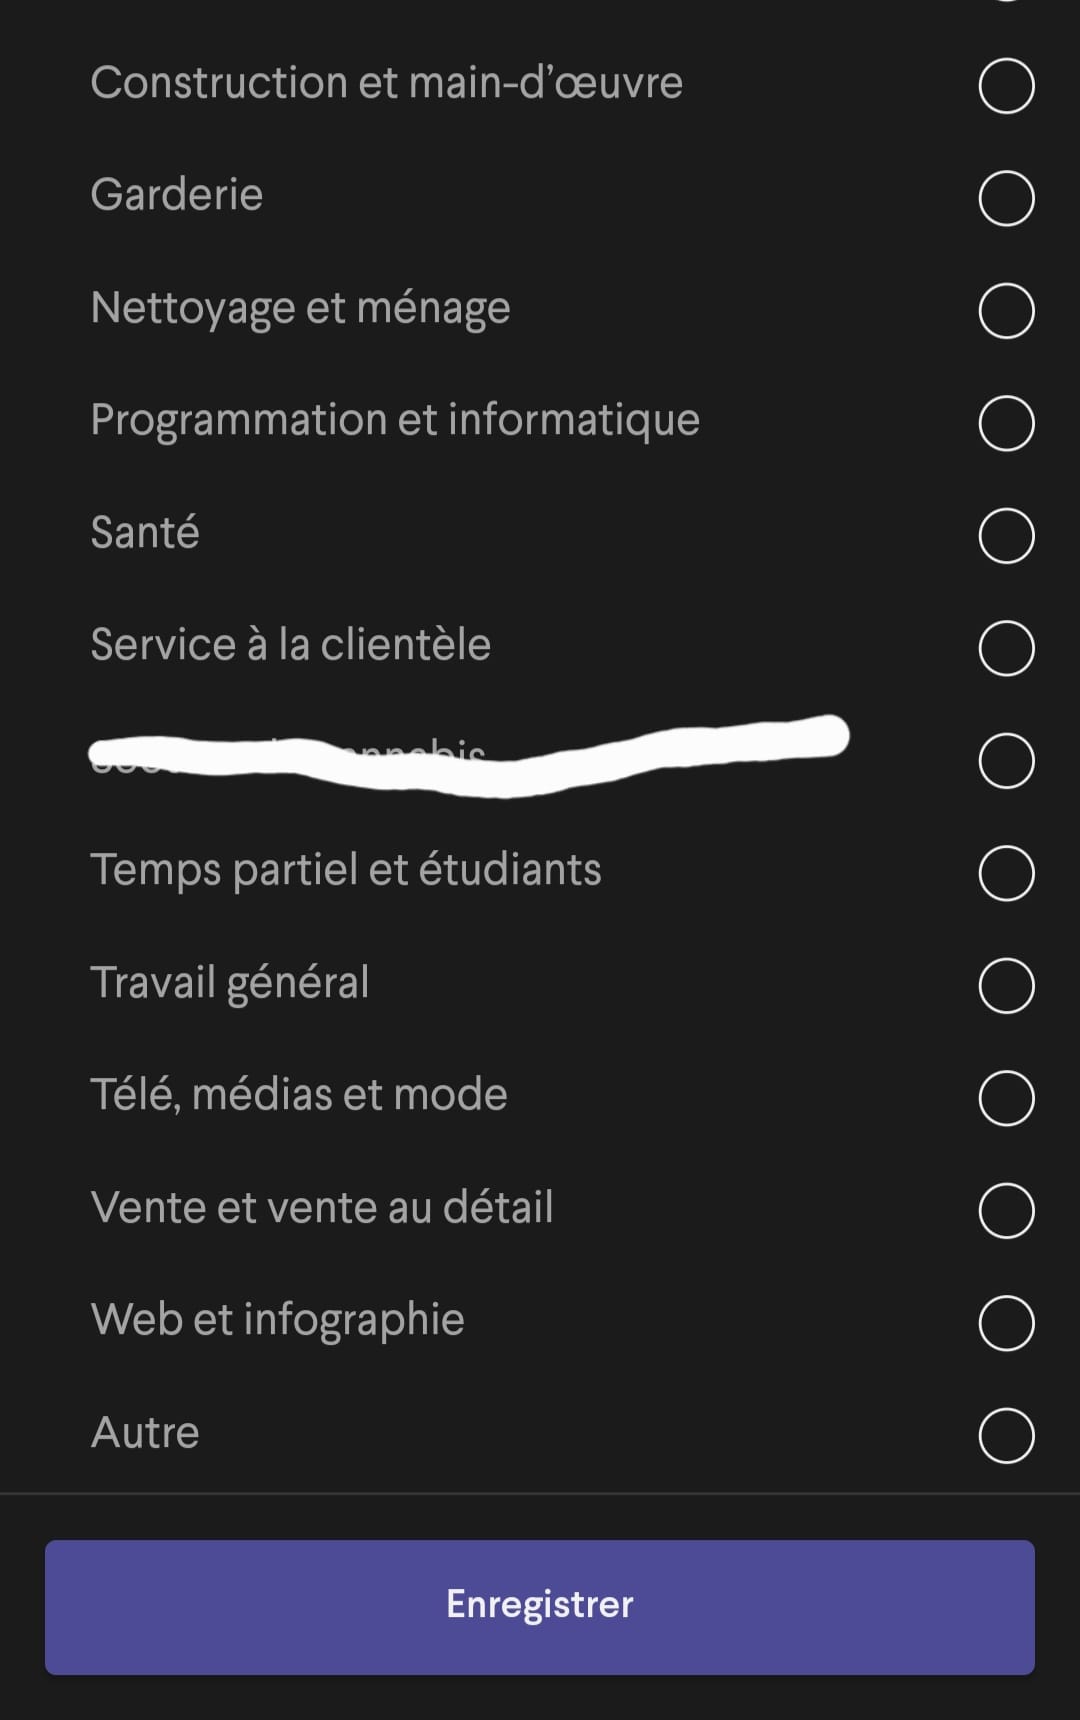 Construction et main-d’œuvre
Garderie
Nettoyage et ménage
Programmation et informatique
Santé
Service à la clientèle
Temps partiel et étudiants
Travail général
Télé, médias et mode
Vente et vente au détail
Web et infographie
Autre
Enregistrer